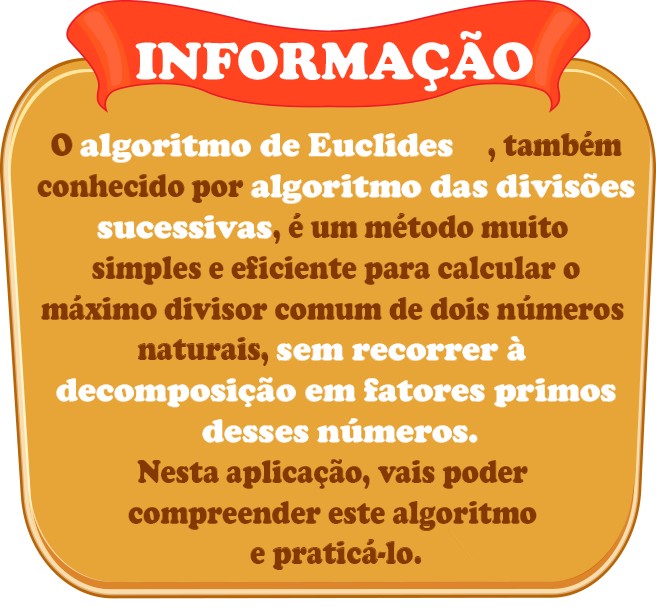 INFORMAÇÃO
O algoritmo de Euclides , também
conhecido por algoritmo das divisões
sucessivas, é um método muito
simples e eficiente para calcular o
máximo divisor comum de dois números
naturais, sem recorrer à
decomposição em fatores primos
desses números.
Nesta aplicação, vais poder
compreender este algoritmo
e praticá-lo.